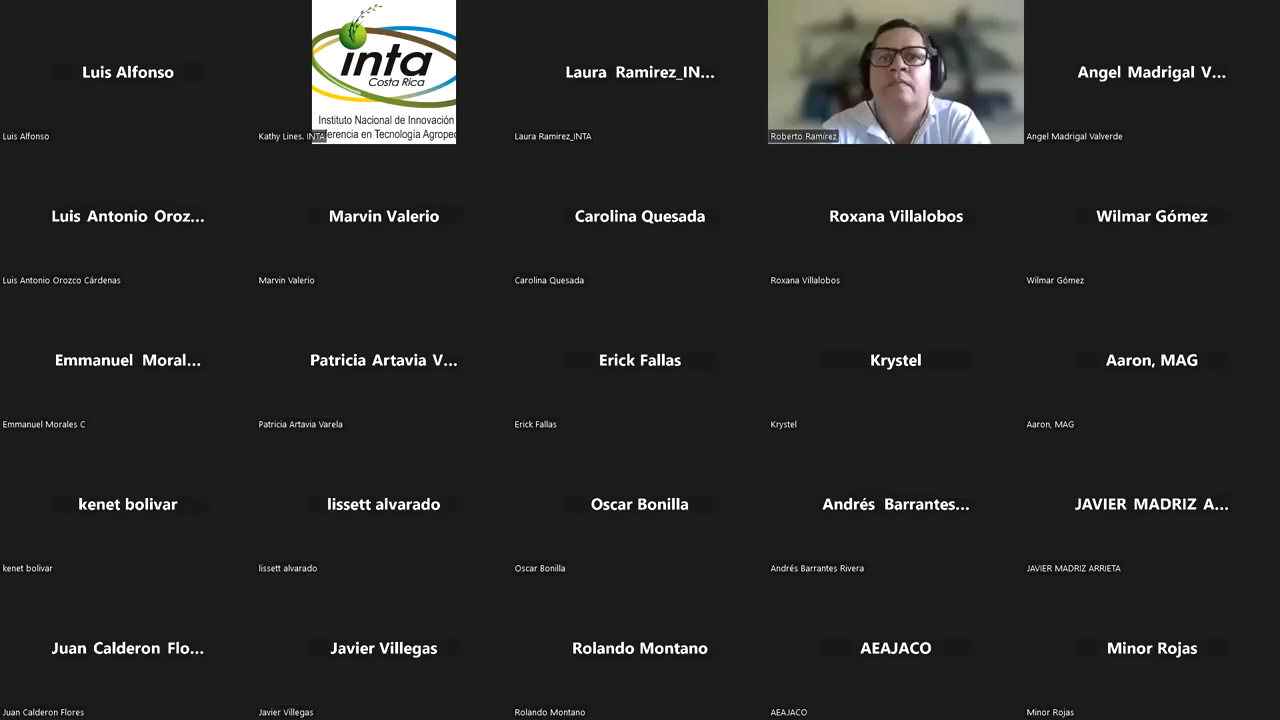 Luis Alfonso
Luis Alfonso
inta
Costa Rica
Instituto Nacional de Innovación
ferencia en Tecnología Agropec
Kathy Lines. INTA
Laura Ramirez_IN...
Laura Ramirez_INTA
Roberto Ramírez
Angel Madrigal V...
Angel Madrigal Valverde
Luis Antonio Oroz...
Luis Antonio Orozco Cárdenas
Marvin Valerio
Marvin Valerio
Carolina Quesada
Carolina Quesada
Roxana Villalobos
Roxana Villalobos
Wilmar Gómez
Wilmar Gómez
Emmanuel Moral...
Emmanuel Morales C
Patricia Artavia V...
Patricia Artavia Varela
Erick Fallas
Erick Fallas
Krystel
Krystel
Aaron, MAG
Aaron, MAG
kenet bolivar
kenet bolivar
lissett alvarado
lissett alvarado
Oscar Bonilla
Oscar Bonilla
Andrés Barrantes...
Andrés Barrantes Rivera
JAVIER MADRIZ A...
JAVIER MADRIZ ARRIETA
Juan Calderon Flo...
Juan Calderon Flores
Javier Villegas
Javier Villegas
Rolando Montano
Rolando Montano
AEAJACO
AEAJACO
Minor Rojas
Minor Rojas